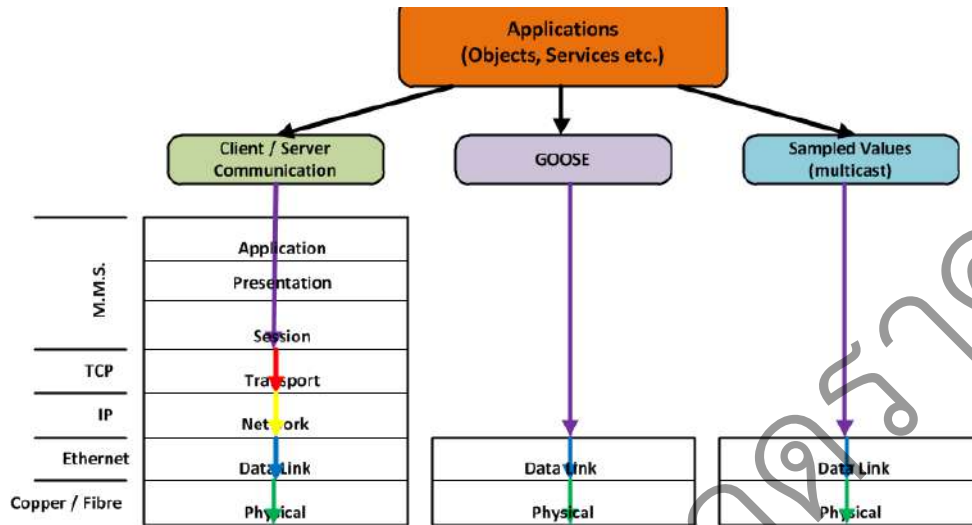 Applications
(Objects, Services etc.)
Client / Server
Communication
GOOSE
Sampled Values
(multicast)
M.M.S.
Application
Presentation
Session
TCP
Transport
IP
Network
Ethernet
Data Link
Data Link
Data Link
Copper / Fibre
Physical
Physical
Physical